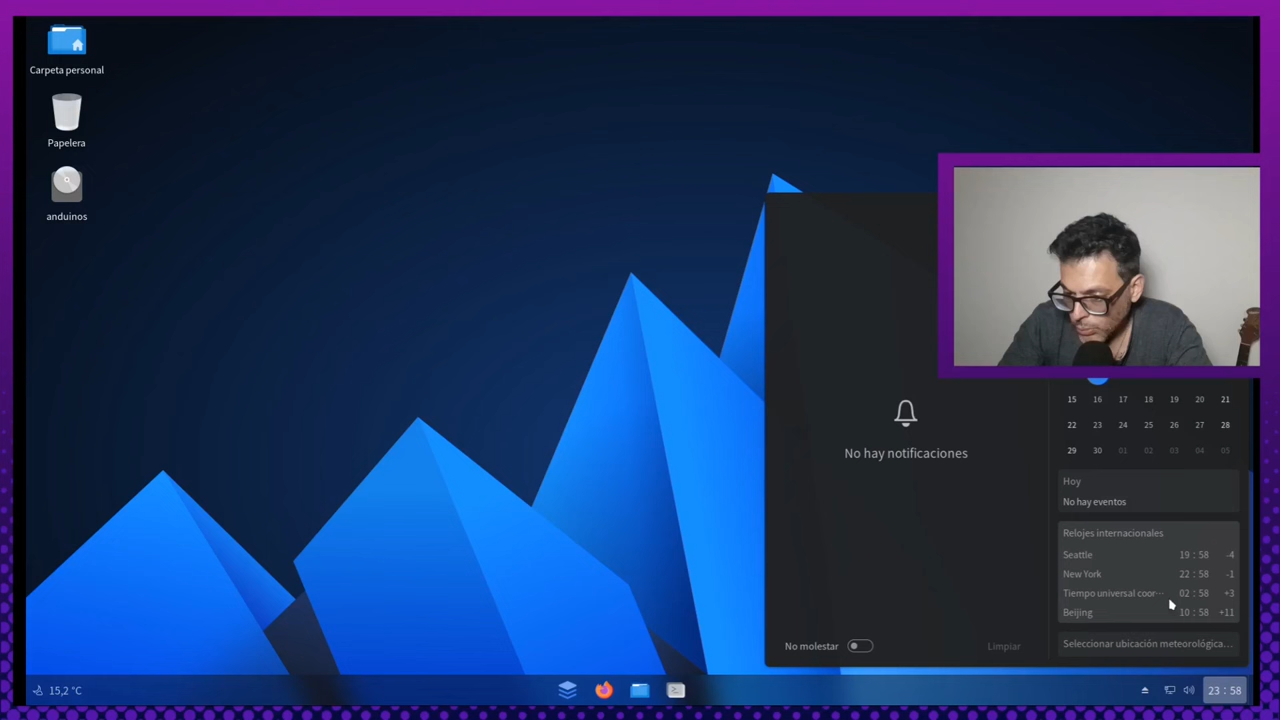 Carpeta personal
Papelera
anduinos
No hay notificaciones
No molestar
Limpiar
15 16 17 18 19 20 21
22 23 24 25 26 27 28
29 30 01 02 03 04 05
Hoy
No hay eventos
Relojes internacionales
Seattle 19 : 58 -4
New York 22 : 58 -1
Tiempo universal coor… 02 : 58 +3
Beijing 10 : 58 +11
Seleccionar ubicación meteorológica…
15,2 °C
23 : 58